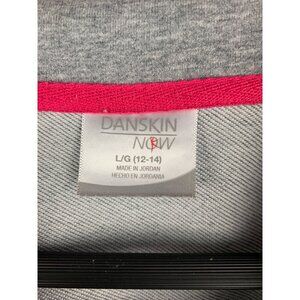 DANSKIN
NOW
L/G (12-14)
MADE IN JORDAN
HECHO EN JORDANIA